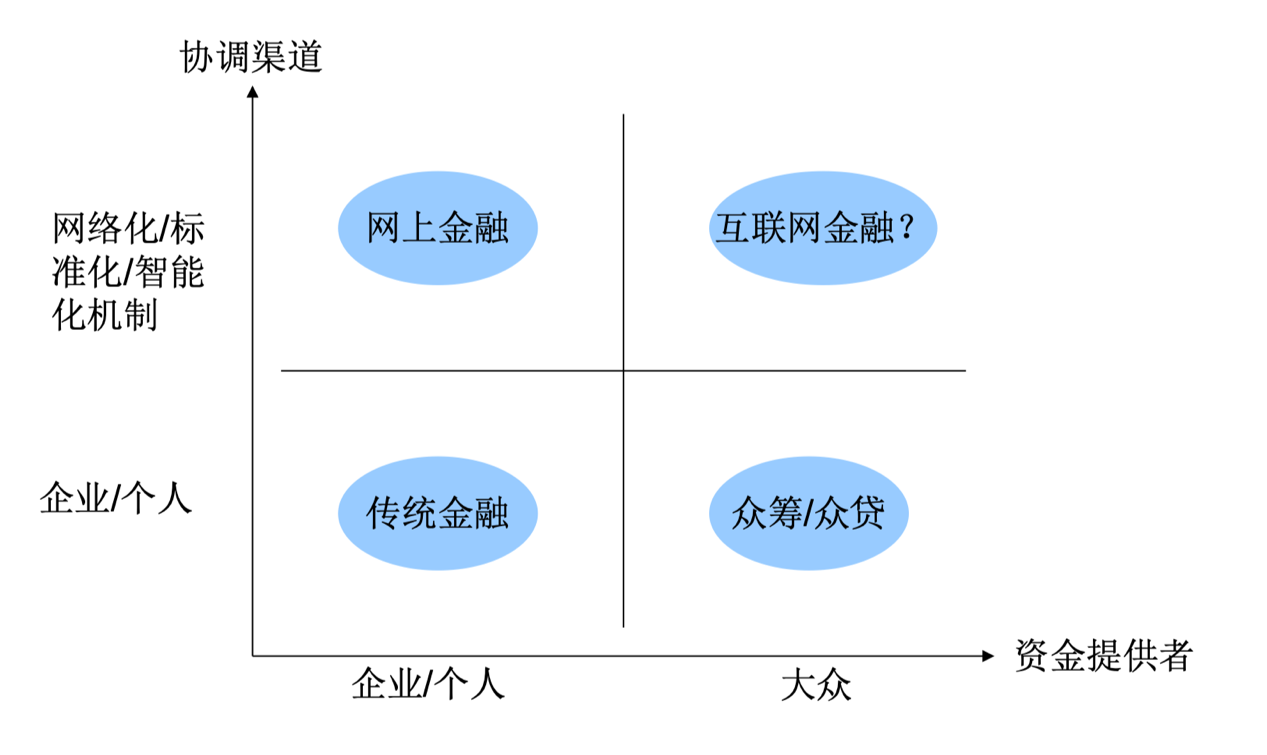 协调渠道
网络化/标
准化/智能
化机制
网上金融
互联网金融？
企业/个人
传统金融
众筹/众贷
资金提供者
企业/个人
大众